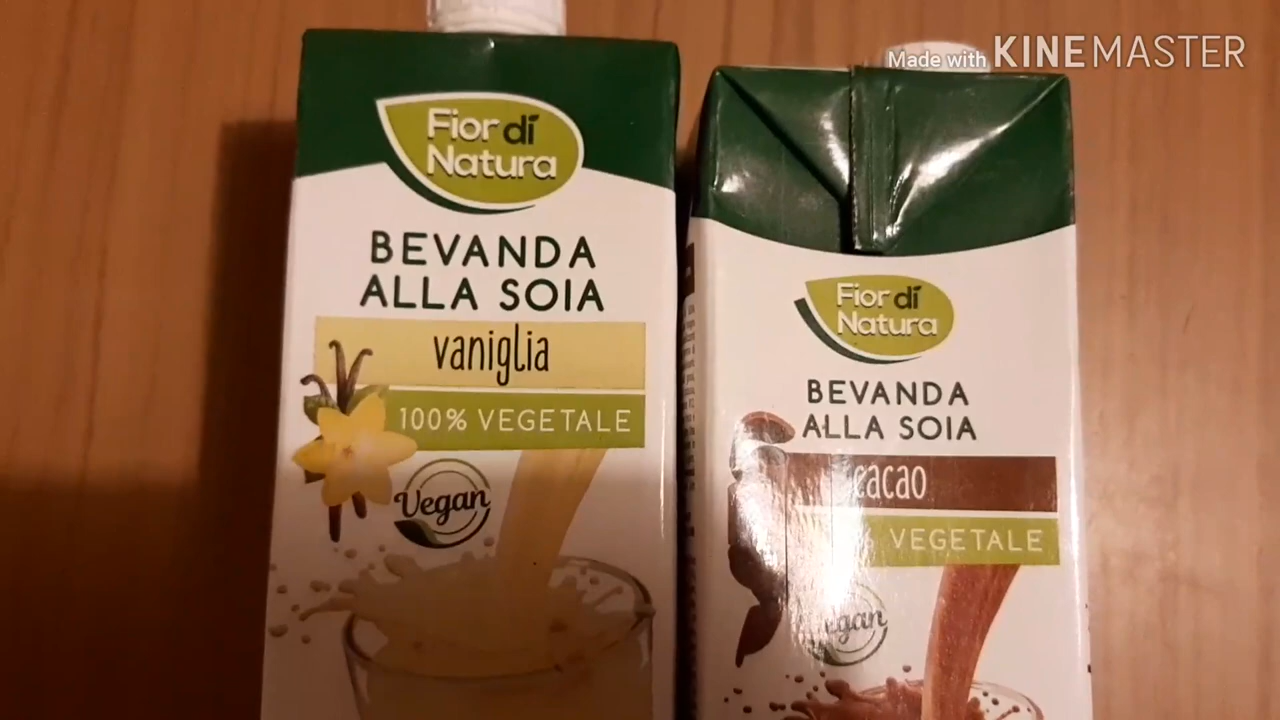 Made with KINEMASTER
Fior di
Natura
BEVANDA
ALLA SOIA
vaniglia
100% VEGETALE
Vegan
Fior di
Natura
BEVANDA
ALLA SOIA
cacao
% VEGETALE